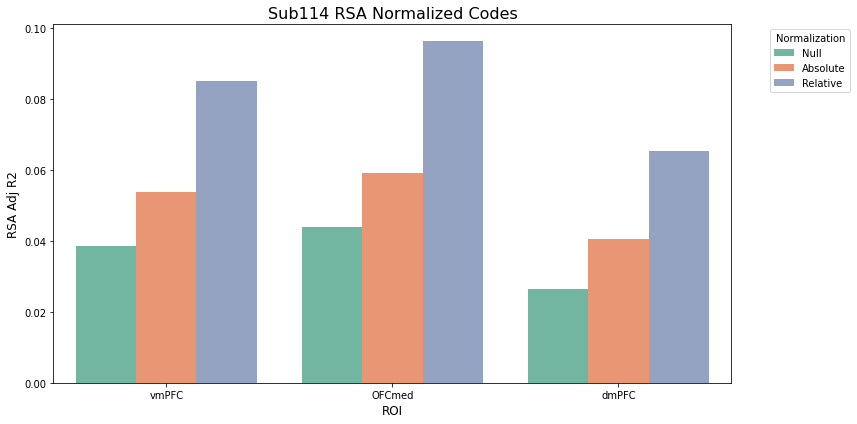 Sub114 RSA Normalized Codes
RSA Adj R2
0.10
0.08
0.06
0.04
0.02
0.00
vmPFC
OFCmed
dmPFC
ROI
Normalization
Null
Absolute
Relative